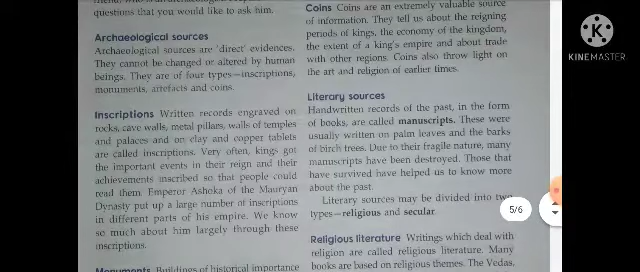 questions that you would like to ask him.
Archaeological sources
Archaeological sources are 'direct' evidences.
They cannot be changed or altered by human
beings. They are of four types—inscriptions,
monuments, artefacts and coins.
Inscriptions Written records engraved on
rocks, cave walls, metal pillars, walls of temples
and palaces and on clay and copper tablets
are called inscriptions. Very often, kings got
the important events in their reign and their
achievements inscribed so that people could
read them. Emperor Ashoka of the Mauryan
Dynasty put up a large number of inscriptions
in different parts of his empire. We know
so much about him largely through these
inscriptions.
Monuments Buildings of historical importance
Coins Coins are an extremely valuable source
of information. They tell us about the reigning
periods of kings, the economy of the kingdom,
the extent of a king's empire and about trade
with other regions. Coins also throw light on
the art and religion of earlier times.
Literary sources
Handwritten records of the past, in the form
of books, are called manuscripts. These were
usually written on palm leaves and the barks
of birch trees. Due to their fragile nature, many
manuscripts have been destroyed. Those that
have survived have helped us to know more
about the past.
Literary sources may be divided into two
types—religious and secular.
Religious literature Writings which deal with
religion are called religious literature. Many
books are based on religious themes. The Vedas,
KINEMASTER
5/6